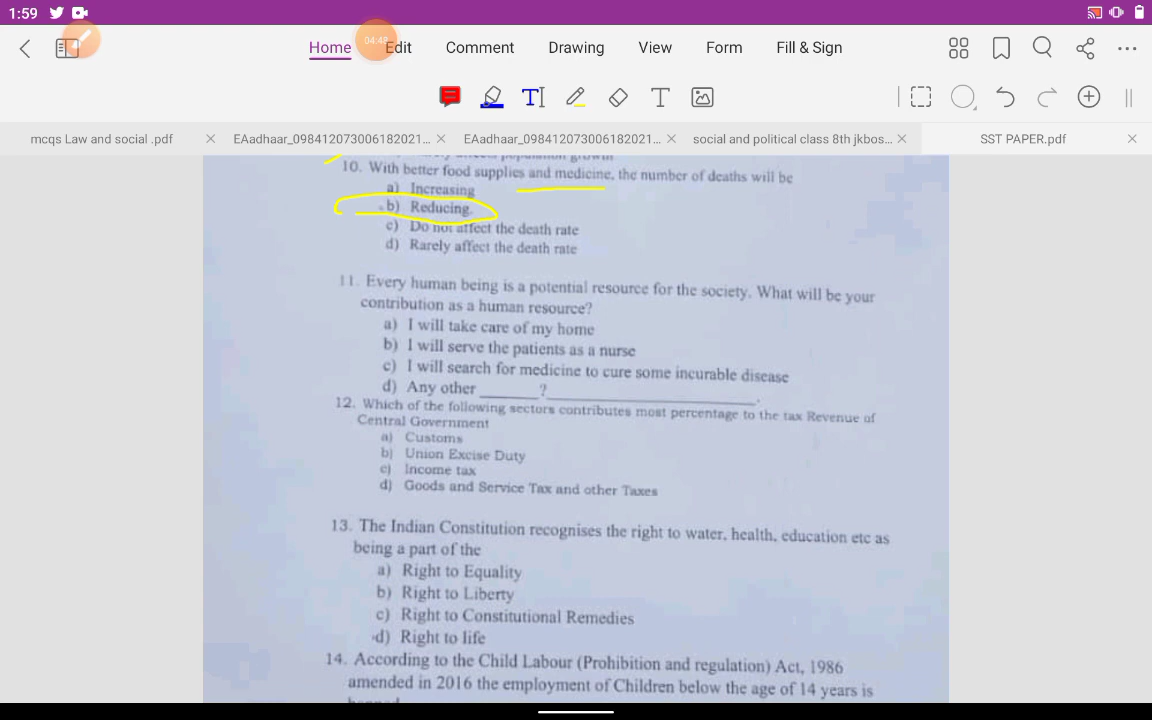 1:59
04:48
Home Edit Comment Drawing View Form Fill & Sign
T T
mcqs Law and social .pdf EAadhaar_098412073006182021... EAadhaar_098412073006182021... social and political class 8th jkbos... SST PAPER.pdf
population growth
10. With better food supplies and medicine, the number of deaths will be
a) Increasing
b) Reducing.
c) Do not affect the death rate
d) Rarely affect the death rate
11. Every human being is a potential resource for the society. What will be your
contribution as a human resource?
a) I will take care of my home
b) I will serve the patients as a nurse
c) I will search for medicine to cure some incurable disease
d) Any other ______?______________________.
12. Which of the following sectors contributes most percentage to the tax Revenue of
Central Government
a) Customs
b) Union Excise Duty
c) Income tax
d) Goods and Service Tax and other Taxes
13. The Indian Constitution recognises the right to water, health, education etc as
being a part of the
a) Right to Equality
b) Right to Liberty
c) Right to Constitutional Remedies
d) Right to life
14. According to the Child Labour (Prohibition and regulation) Act, 1986
amended in 2016 the employment of Children below the age of 14 years is